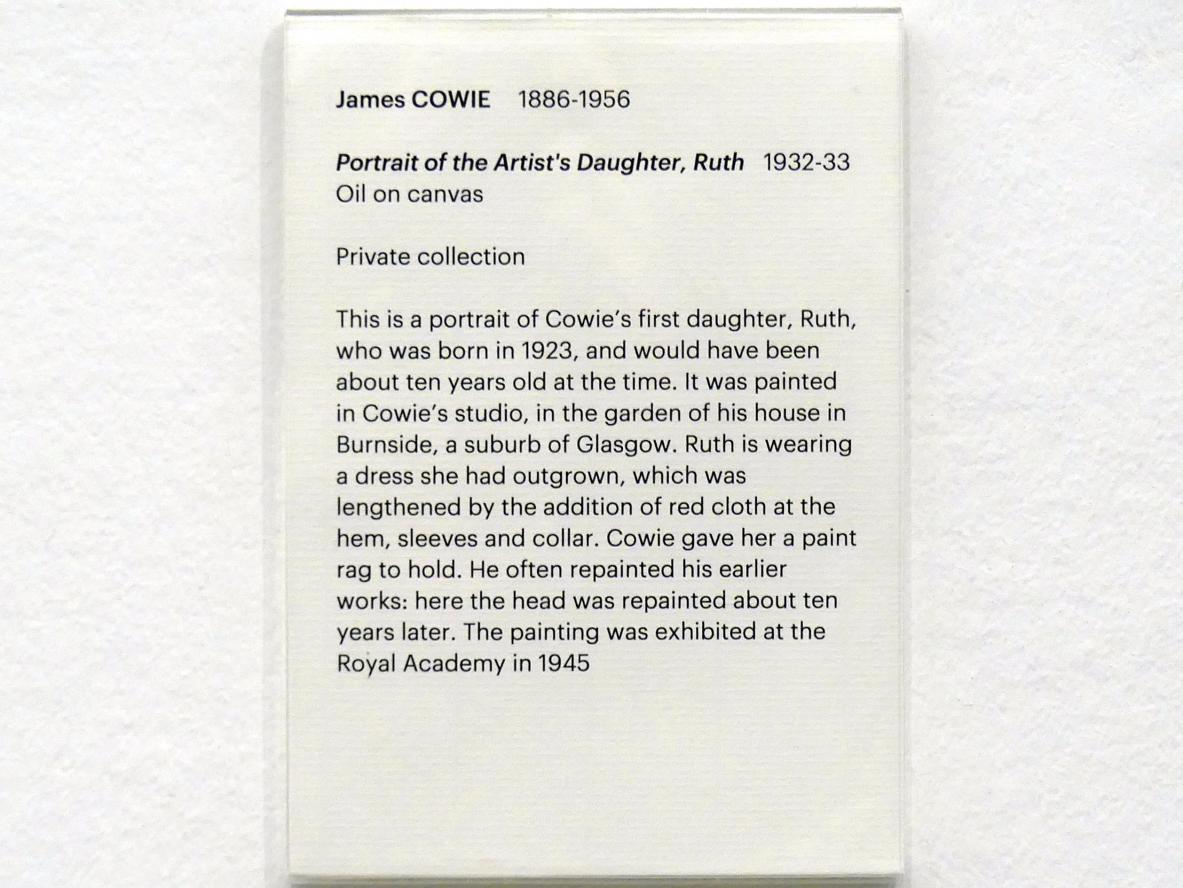 James COWIE 1886-1956
Portrait of the Artist's Daughter, Ruth 1932-33
Oil on canvas
Private collection
This is a portrait of Cowie’s first daughter, Ruth,
who was born in 1923, and would have been
about ten years old at the time. It was painted
in Cowie’s studio, in the garden of his house in
Burnside, a suburb of Glasgow. Ruth is wearing
a dress she had outgrown, which was
lengthened by the addition of red cloth at the
hem, sleeves and collar. Cowie gave her a paint
rag to hold. He often repainted his earlier
works: here the head was repainted about ten
years later. The painting was exhibited at the
Royal Academy in 1945